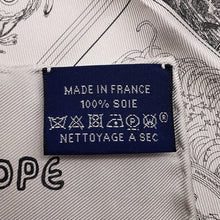 MADE IN FRANCE
100% SOIE
NETTOYAGE A SEC
OPE